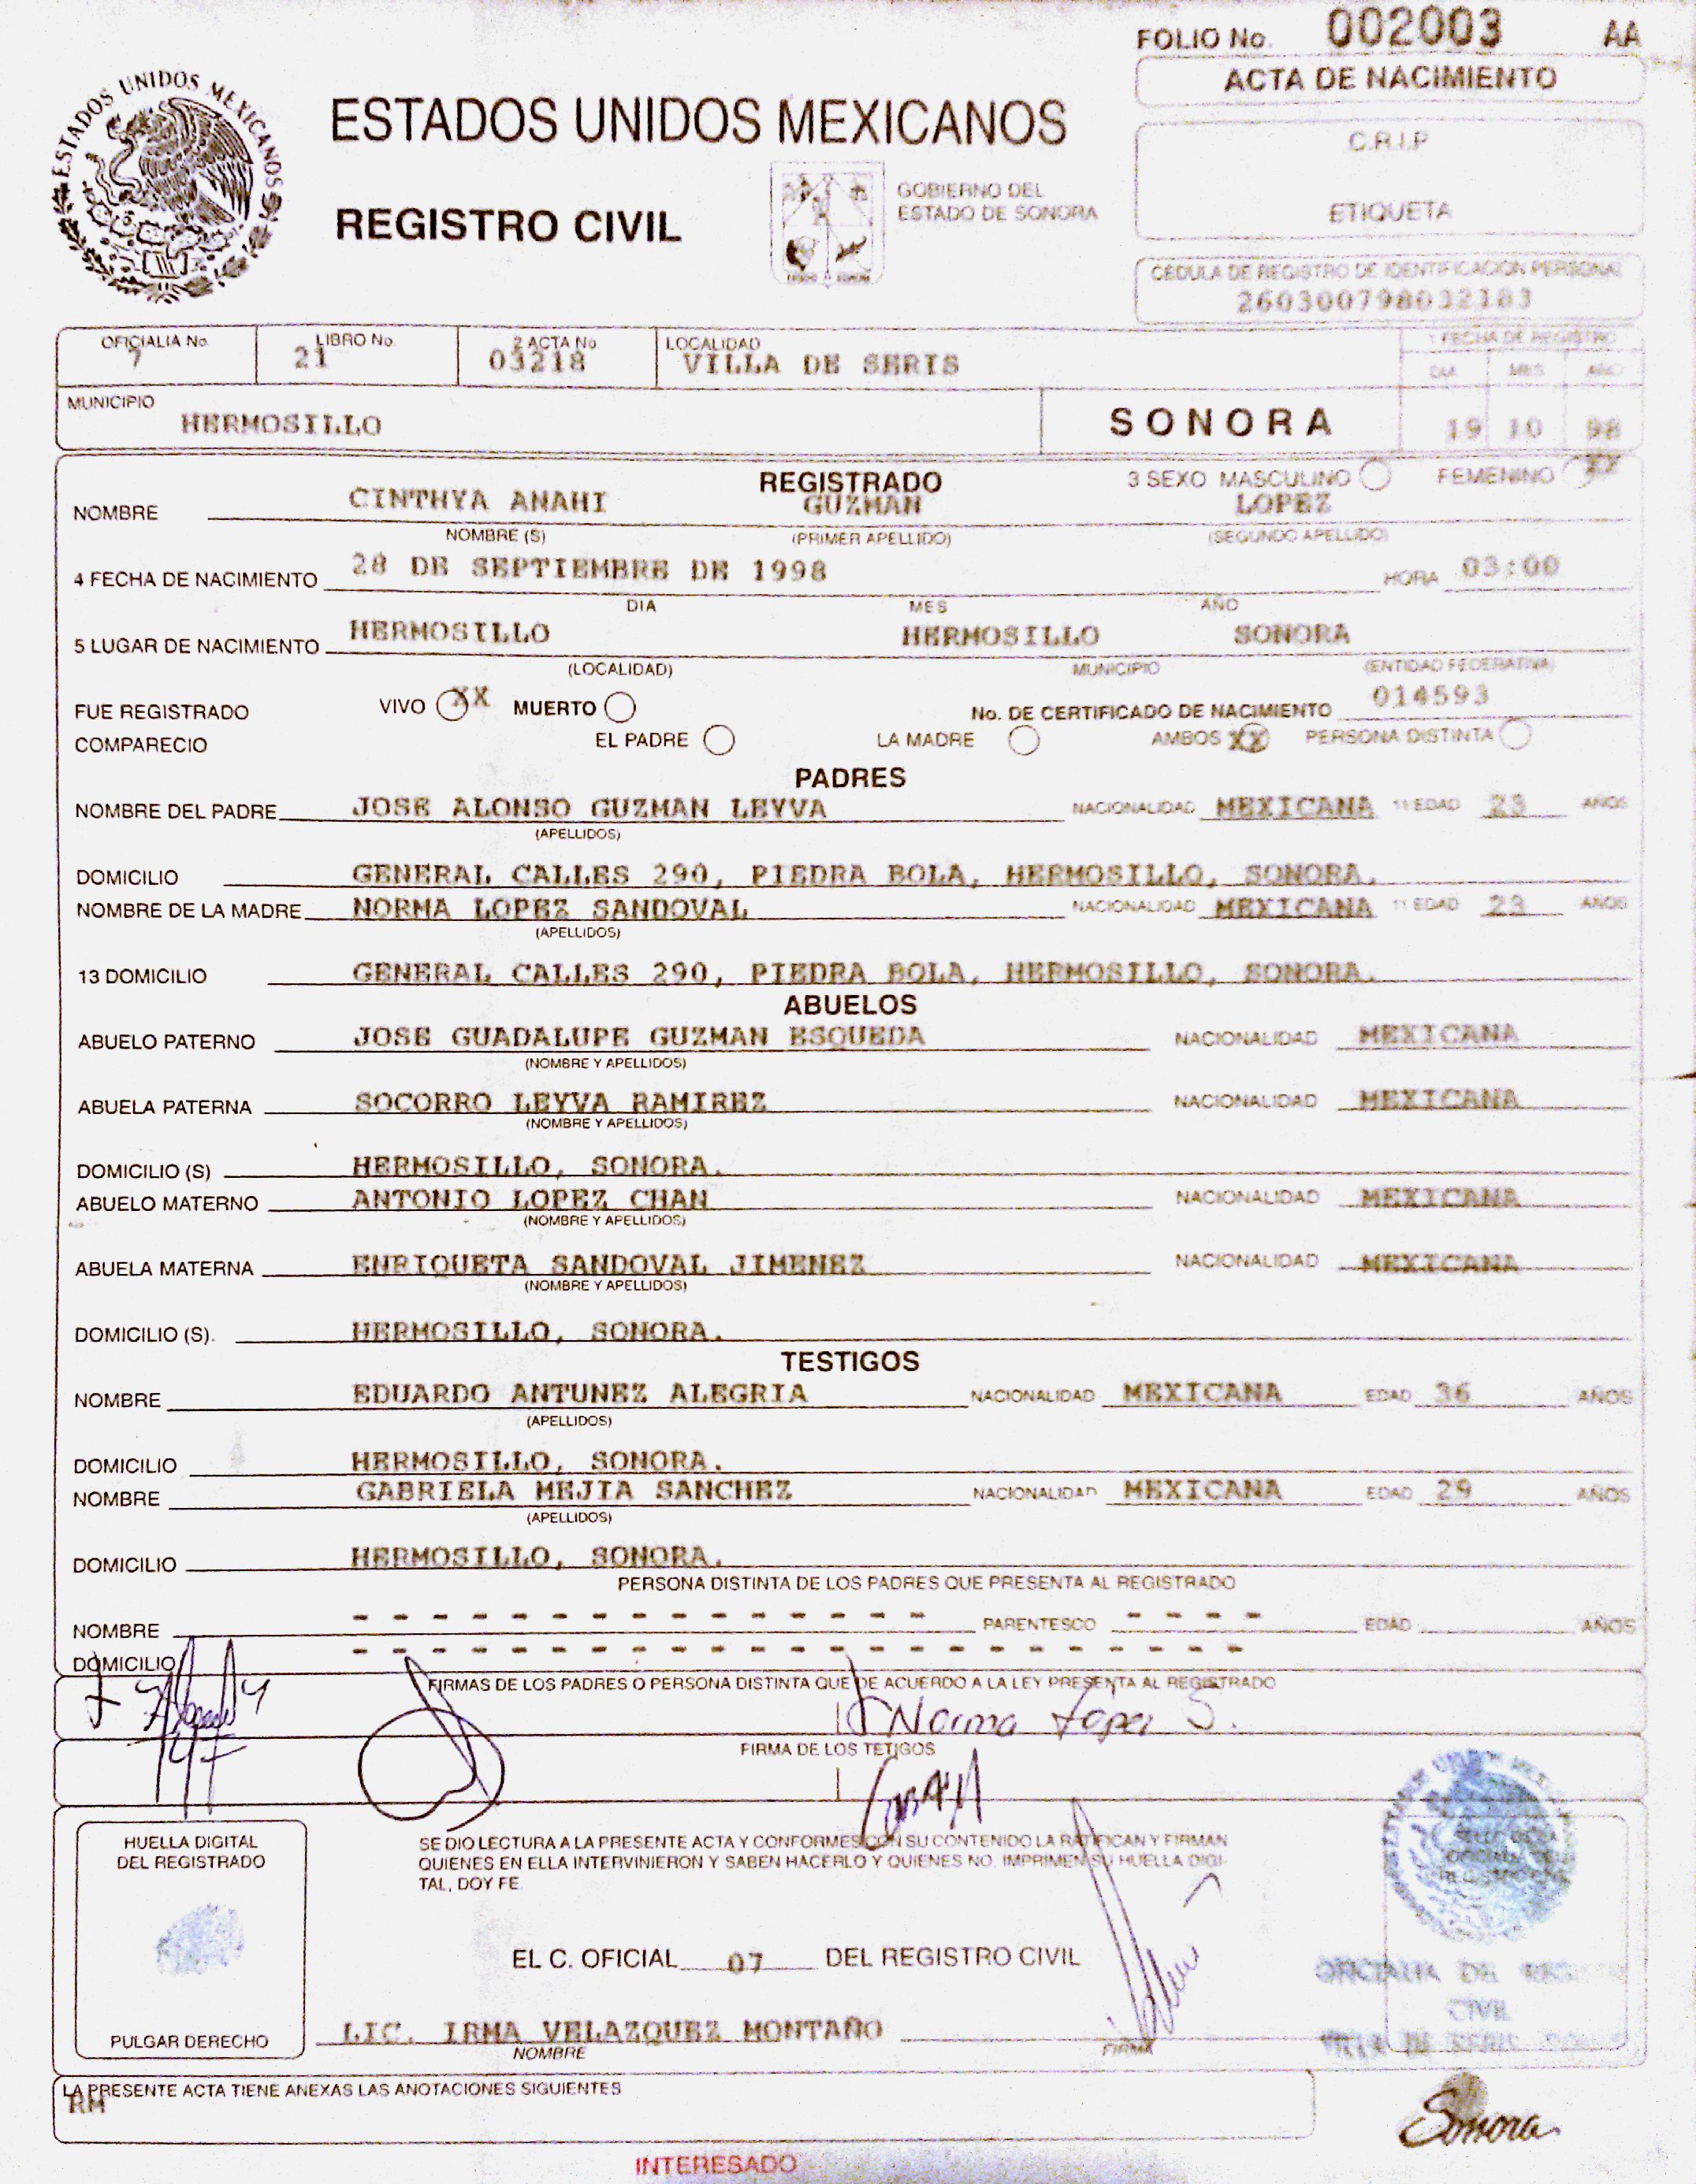 FOLIO No. 002003 AA
ACTA DE NACIMIENTO
ESTADOS UNIDOS MEXICANOS
ESTADOS UNIDOS MEXICANOS
C.R.I.P
REGISTRO CIVIL
GOBIERNO DEL
ESTADO DE SONORA
ETIQUETA
CEDULA DE REGISTRO DE IDENTIFICACION PERSONAL
260300798032183
OFICIALIA No. LIBRO No 2 ACTA No LOCALIDAD 1 FECHA DE REGISTRO
7 21 03218 VILLA DE SERIS
DIA MES AÑO
MUNICIPIO
HERMOSILLO SONORA 19 10 98
REGISTRADO 3 SEXO MASCULINO FEMENINO XX
NOMBRE CINTHYA ANAHI GUZMAN LOPEZ
NOMBRE (S) (PRIMER APELLIDO) (SEGUNDO APELLIDO)
4 FECHA DE NACIMIENTO 28 DE SEPTIEMBRE DE 1998 HORA 03:00
DIA MES AÑO
5 LUGAR DE NACIMIENTO HERMOSILLO HERMOSILLO SONORA
(LOCALIDAD) MUNICIPIO (ENTIDAD FEDERATIVA)
FUE REGISTRADO VIVO XX MUERTO No. DE CERTIFICADO DE NACIMIENTO 014593
COMPARECIO EL PADRE LA MADRE AMBOS XX PERSONA DISTINTA
PADRES
NOMBRE DEL PADRE JOSE ALONSO GUZMAN LEYVA NACIONALIDAD MEXICANA 11 EDAD 23 AÑOS
(APELLIDOS)
DOMICILIO GENERAL CALLES 290, PIEDRA BOLA, HERMOSILLO, SONORA.
NOMBRE DE LA MADRE NORMA LOPEZ SANDOVAL NACIONALIDAD MEXICANA 11 EDAD 23 AÑOS
(APELLIDOS)
13 DOMICILIO GENERAL CALLES 290, PIEDRA BOLA, HERMOSILLO, SONORA.
ABUELOS
ABUELO PATERNO JOSE GUADALUPE GUZMAN ESQUEDA NACIONALIDAD MEXICANA
(NOMBRE Y APELLIDOS)
ABUELA PATERNA SOCORRO LEYVA RAMIREZ NACIONALIDAD MEXICANA
(NOMBRE Y APELLIDOS)
DOMICILIO (S) HERMOSILLO, SONORA.
ABUELO MATERNO ANTONIO LOPEZ CHAN NACIONALIDAD MEXICANA
(NOMBRE Y APELLIDOS)
ABUELA MATERNA ENRIQUETA SANDOVAL JIMENEZ NACIONALIDAD MEXICANA
(NOMBRE Y APELLIDOS)
DOMICILIO (S). HERMOSILLO, SONORA.
TESTIGOS
NOMBRE EDUARDO ANTUNEZ ALEGRIA NACIONALIDAD MEXICANA EDAD 36 AÑOS
(APELLIDOS)
DOMICILIO HERMOSILLO, SONORA.
NOMBRE GABRIELA MEJIA SANCHEZ NACIONALIDAD MEXICANA EDAD 29 AÑOS
(APELLIDOS)
DOMICILIO HERMOSILLO, SONORA.
PERSONA DISTINTA DE LOS PADRES QUE PRESENTA AL REGISTRADO
NOMBRE - - - - - - - - - - - - - - - PARENTESCO - - - - EDAD AÑOS
DOMICILIO - - - - - - - - - - - - - - - - - - - - - - -
FIRMAS DE LOS PADRES O PERSONA DISTINTA QUE DE ACUERDO A LA LEY PRESENTA AL REGISTRADO
Norma Lopez S.
FIRMA DE LOS TETIGOS
HUELLA DIGITAL
DEL REGISTRADO
SE DIO LECTURA A LA PRESENTE ACTA Y CONFORMES CON SU CONTENIDO LA RATIFICAN Y FIRMAN
QUIENES EN ELLA INTERVINIERON Y SABEN HACERLO Y QUIENES NO, IMPRIMEN SU HUELLA DIGI-
TAL, DOY FE.
EL C. OFICIAL 07 DEL REGISTRO CIVIL
OFICIALIA DEL
CIVIL
VILLA DE SERIS
LIC. IRMA VELAZQUEZ MONTAÑO
PULGAR DERECHO NOMBRE FIRMA
LA PRESENTE ACTA TIENE ANEXAS LAS ANOTACIONES SIGUIENTES
RM
Sonora
INTERESADO